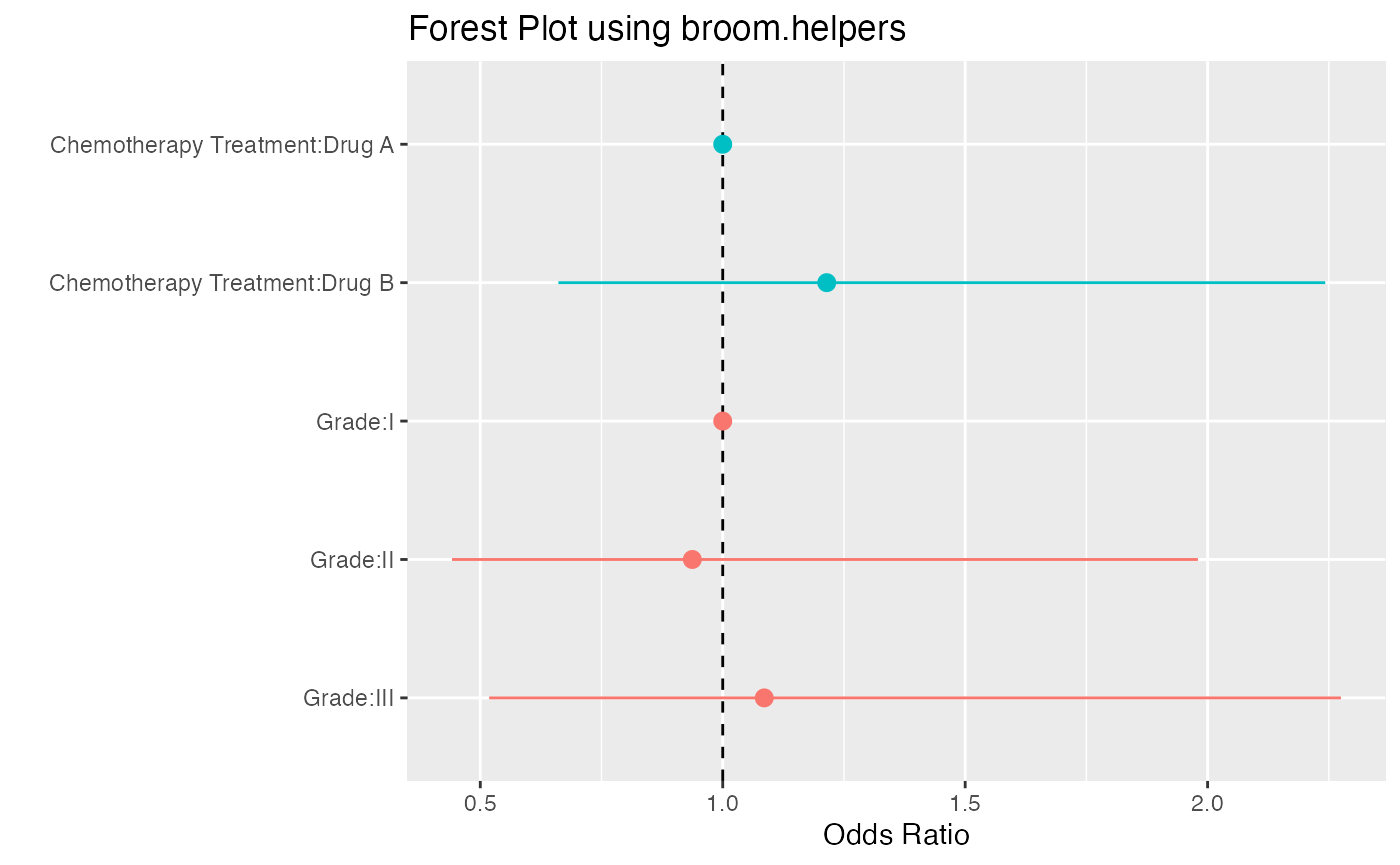 Forest Plot using broom.helpers
Chemotherapy Treatment:Drug A
Chemotherapy Treatment:Drug B
Grade:I
Grade:II
Grade:III
0.5 1.0 1.5 2.0
Odds Ratio